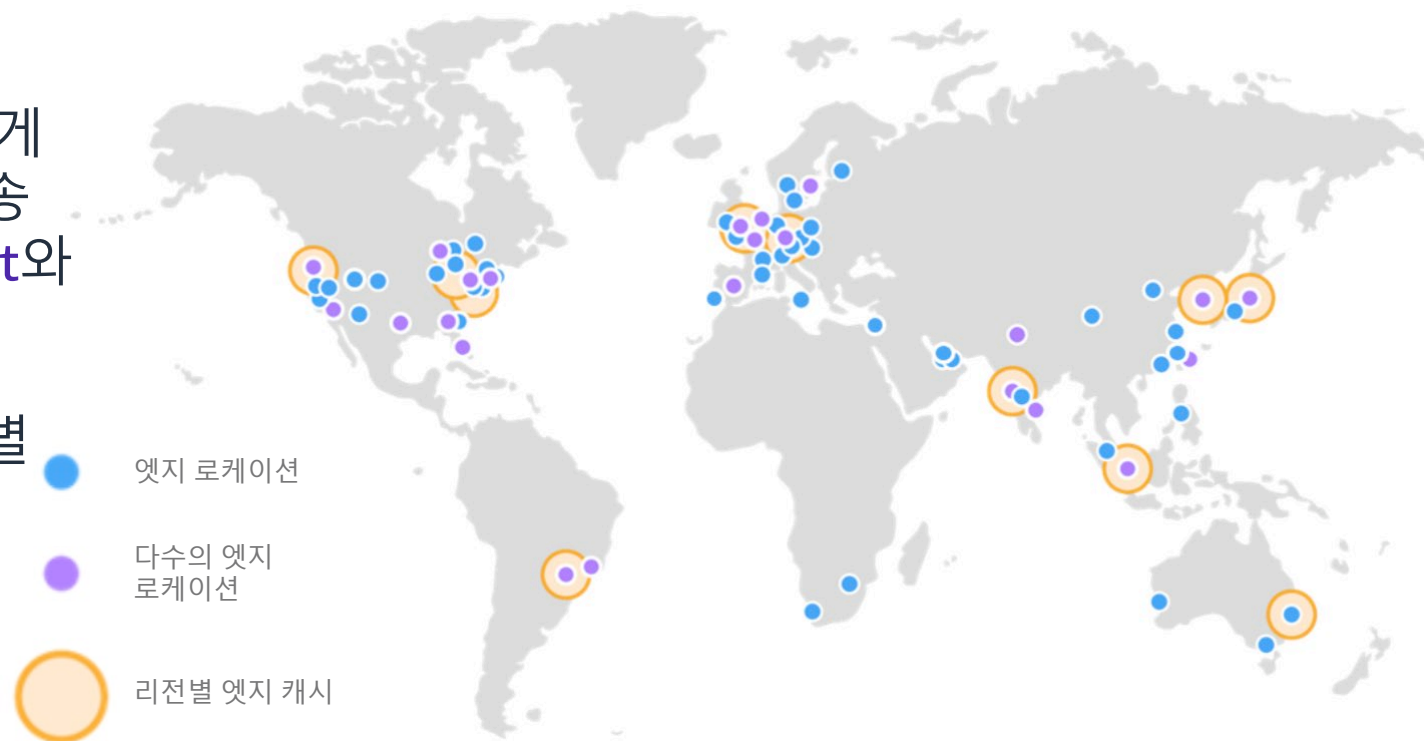 게
송
t와
별
엣지 로케이션
다수의 엣지
로케이션
리전별 엣지 캐시